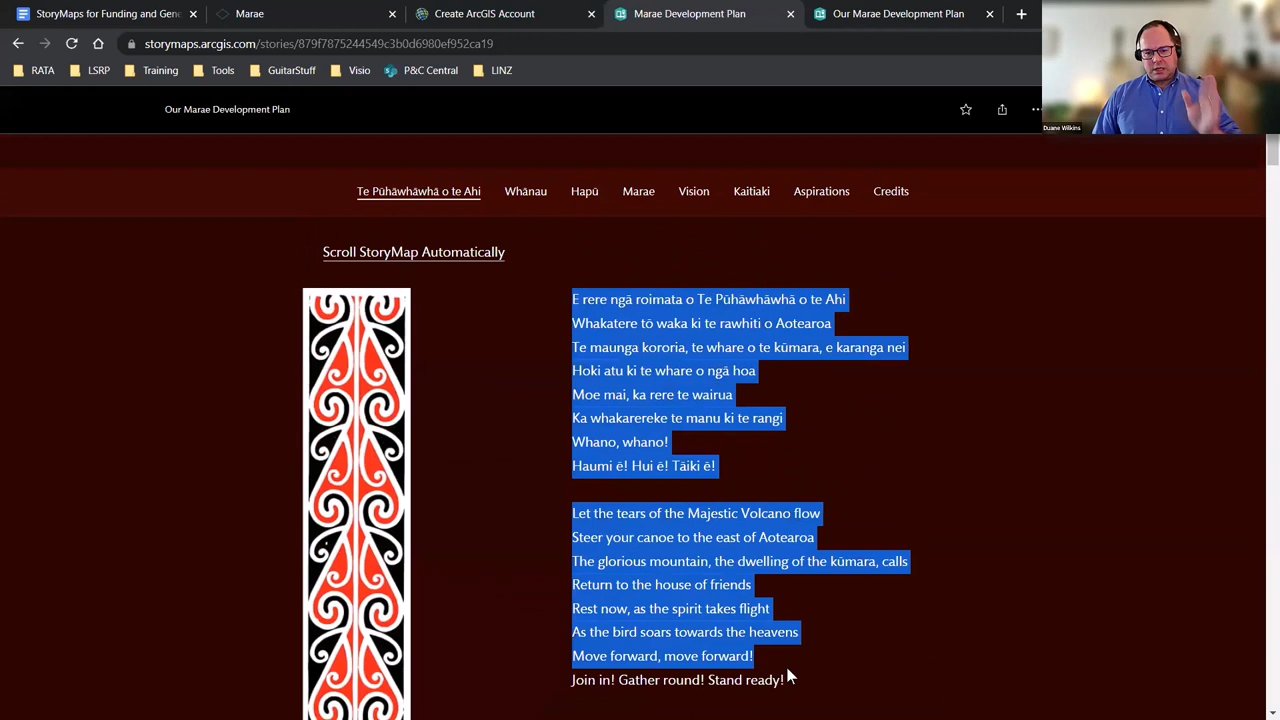 StoryMaps for Funding and Gene
Marae
Create ArcGIS Account
Marae Development Plan
Our Marae Development Plan
storymaps.arcgis.com/stories/879f7875244549c3b0d6980ef952ca19
RATA
LSRP
Training
Tools
GuitarStuff
Visio
P&C Central
LINZ
Duane Wilkins
Our Marae Development Plan
Te Pūhāwhāwhā o te Ahi
Whānau
Hapū
Marae
Vision
Kaitiaki
Aspirations
Credits
Scroll StoryMap Automatically
E rere ngā roimata o Te Pūhāwhāwhā o te Ahi
Whakatere tō waka ki te rawhiti o Aotearoa
Te maunga kororia, te whare o te kūmara, e karanga nei
Hoki atu ki te whare o ngā hoa
Moe mai, ka rere te wairua
Ka whakarereke te manu ki te rangi
Whano, whano!
Haumi ē! Hui ē! Tāiki ē!
Let the tears of the Majestic Volcano flow
Steer your canoe to the east of Aotearoa
The glorious mountain, the dwelling of the kūmara, calls
Return to the house of friends
Rest now, as the spirit takes flight
As the bird soars towards the heavens
Move forward, move forward!
Join in! Gather round! Stand ready!